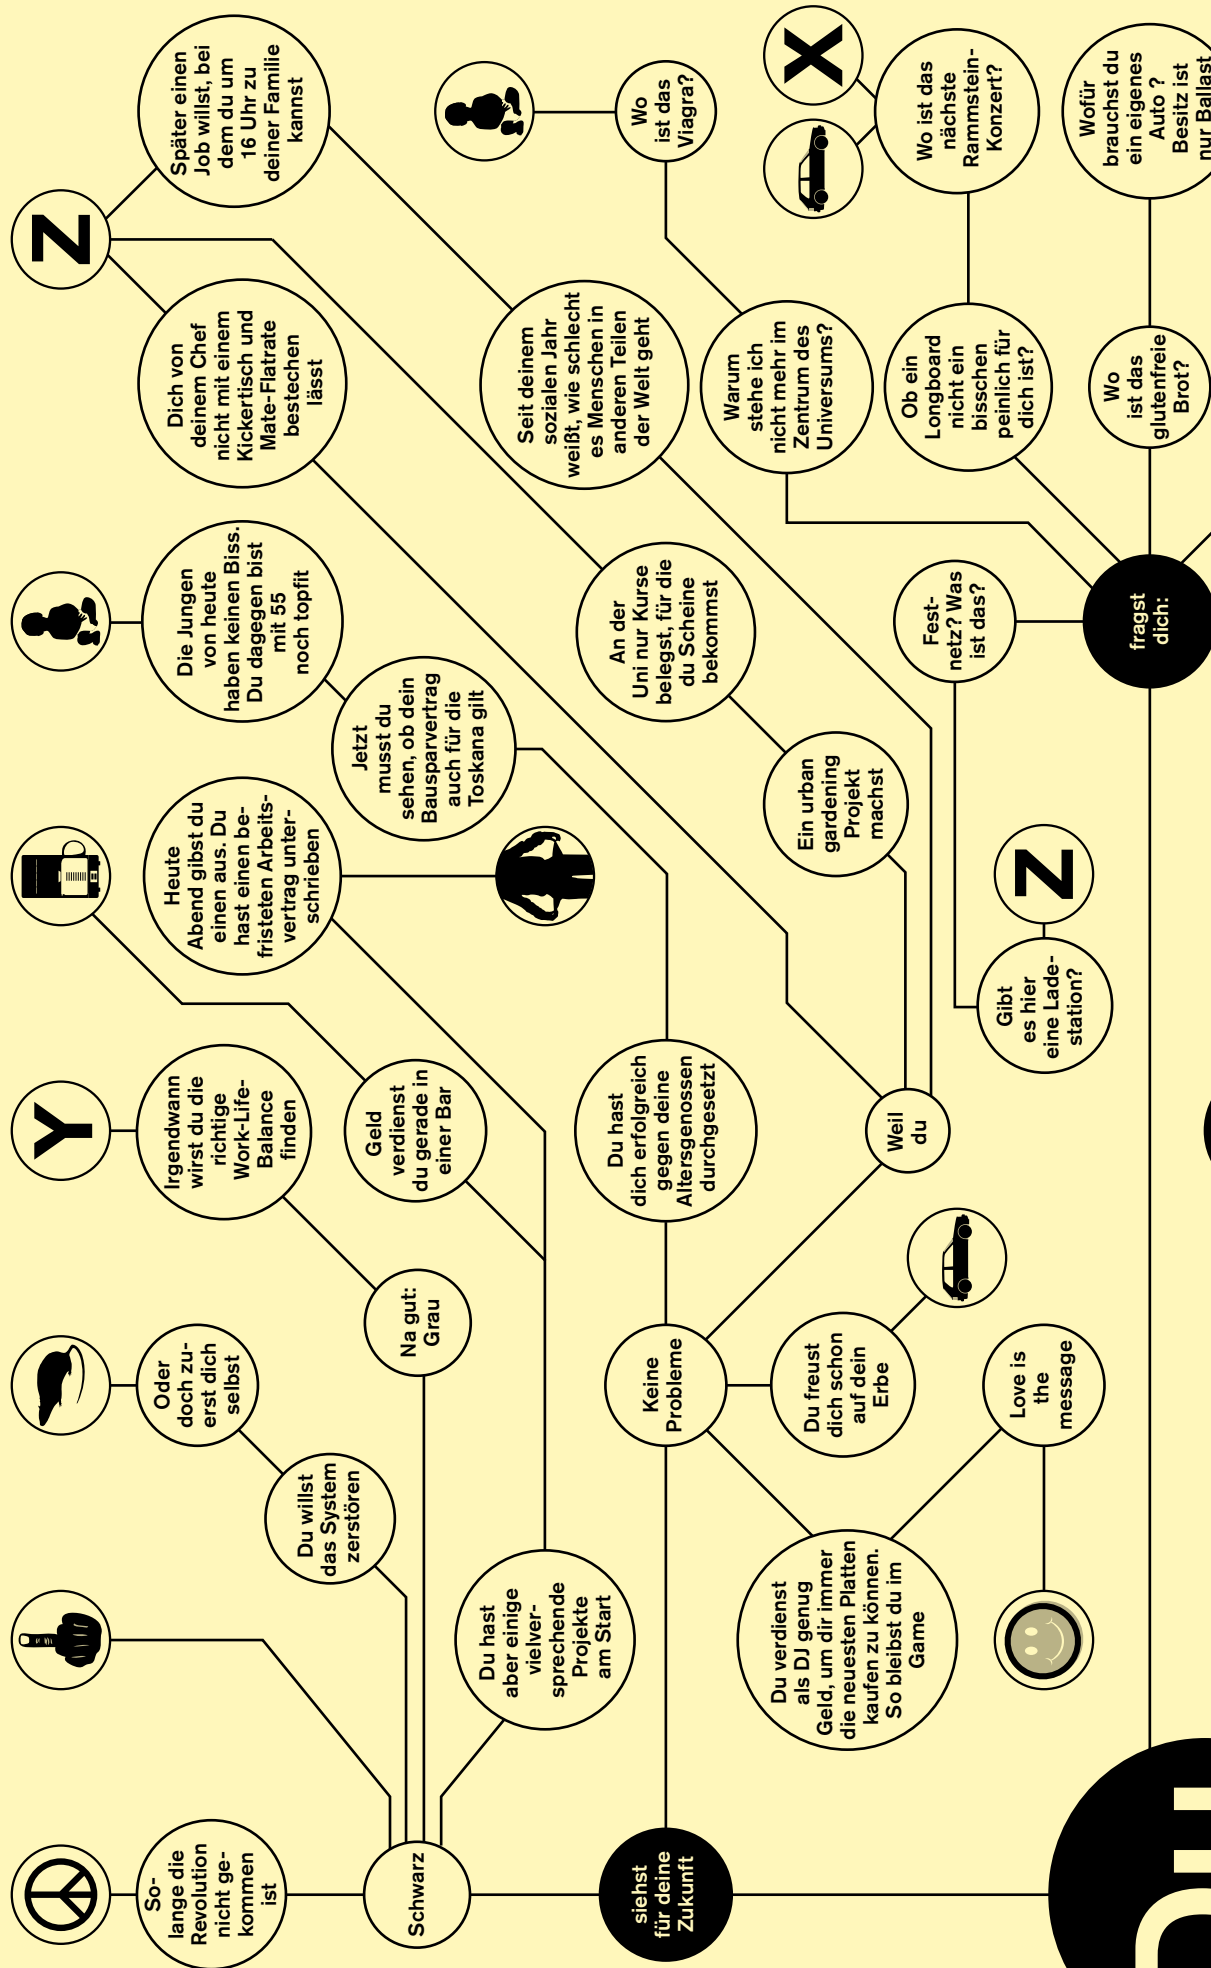 So-
lange die
Revolution
nicht ge-
kommen
ist
Oder
doch zu-
erst dich
selbst
Y
Irgendwann
wirst du die
richtige
Work-Life-
Balance
finden
Heute
Abend gibst du
einen aus. Du
hast einen be-
fristeten Arbeits-
vertrag unter-
schrieben
Die Jungen
von heute
haben keinen Biss.
Du dagegen bist
mit 55
noch topfit
Dich von
deinem Chef
nicht mit einem
Kickertisch und
Mate-Flatrate
bestechen
lässt
Z
Später einen
Job willst, bei
dem du um
16 Uhr zu
deiner Familie
kannst
Schwarz
Du willst
das System
zerstören
Na gut:
Grau
Geld
verdienst
du gerade in
einer Bar
Jetzt
musst du
sehen, ob dein
Bausparvertrag
auch für die
Toskana gilt
Du hast
aber einige
vielver-
sprechende
Projekte
am Start
Seit deinem
sozialen Jahr
weißt, wie schlecht
es Menschen in
anderen Teilen
der Welt geht
siehst
für deine
Zukunft
Keine
Probleme
Du hast
dich erfolgreich
gegen deine
Altersgenossen
durchgesetzt
An der
Uni nur Kurse
belegst, für die
du Scheine
bekommst
Wo
ist das
Viagra?
Du verdienst
als DJ genug
Geld, um dir immer
die neuesten Platten
kaufen zu können.
So bleibst du im
Game
Du freust
dich schon
auf dein
Erbe
Weil
du
Ein urban
gardening
Projekt
machst
Warum
stehe ich
nicht mehr im
Zentrum des
Universums?
X
Love is
the
message
Gibt
es hier
eine Lade-
station?
Z
Fest-
netz? Was
ist das?
Ob ein
Longboard
nicht ein
bisschen
peinlich für
dich ist?
Wo ist das
nächste
Rammstein-
Konzert?
fragst
dich:
Wo
ist das
glutenfreie
Brot?
Wofür
brauchst du
ein eigenes
Auto ?
Besitz ist
nur Ballast